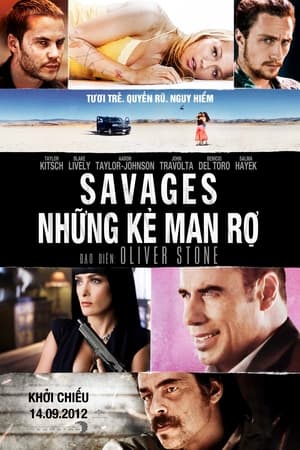 TƯƠI TRẺ. QUYẾN RŨ. NGUY HIỂM
TAYLOR KITSCH BLAKE LIVELY AARON TAYLOR-JOHNSON JOHN TRAVOLTA BENICIO DEL TORO SALMA HAYEK
SAVAGES
NHỮNG KẺ MAN RỢ
ĐẠO DIỄN OLIVER STONE
KHỞI CHIẾU
14.09.2012